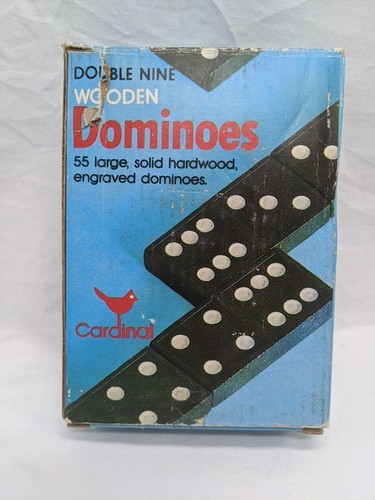 DOUBLE NINE
WOODEN
Dominoes
55 large, solid hardwood,
engraved dominoes.
Cardinal